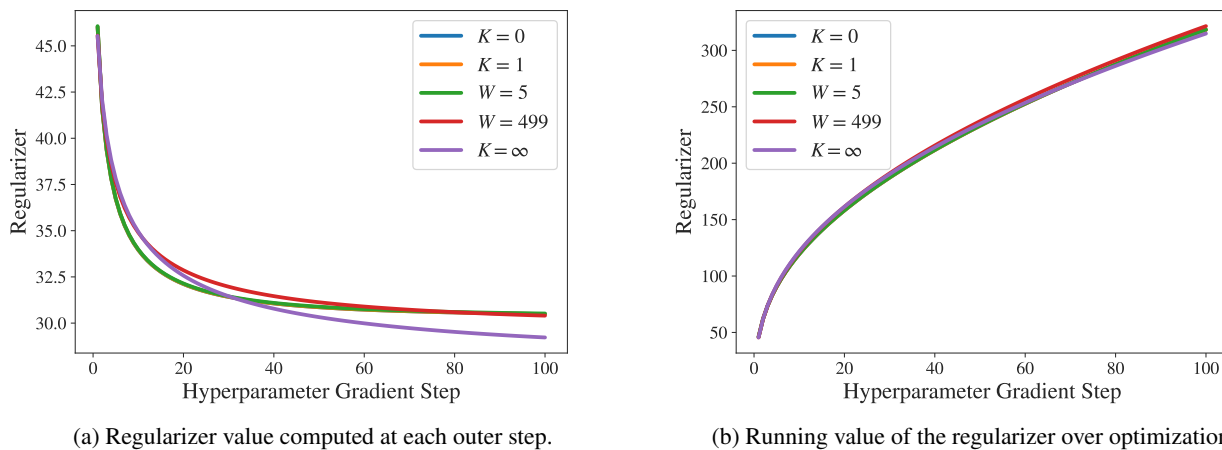 45.0
42.5
40.0
37.5
35.0
32.5
30.0
Regularizer
0
20
40
60
80
100
Hyperparameter Gradient Step
K = 0
K = 1
W = 5
W = 499
K = ∞
(a) Regularizer value computed at each outer step.
300
250
200
150
100
50
Regularizer
0
20
40
60
80
100
Hyperparameter Gradient Step
K = 0
K = 1
W = 5
W = 499
K = ∞
(b) Running value of the regularizer over optimization